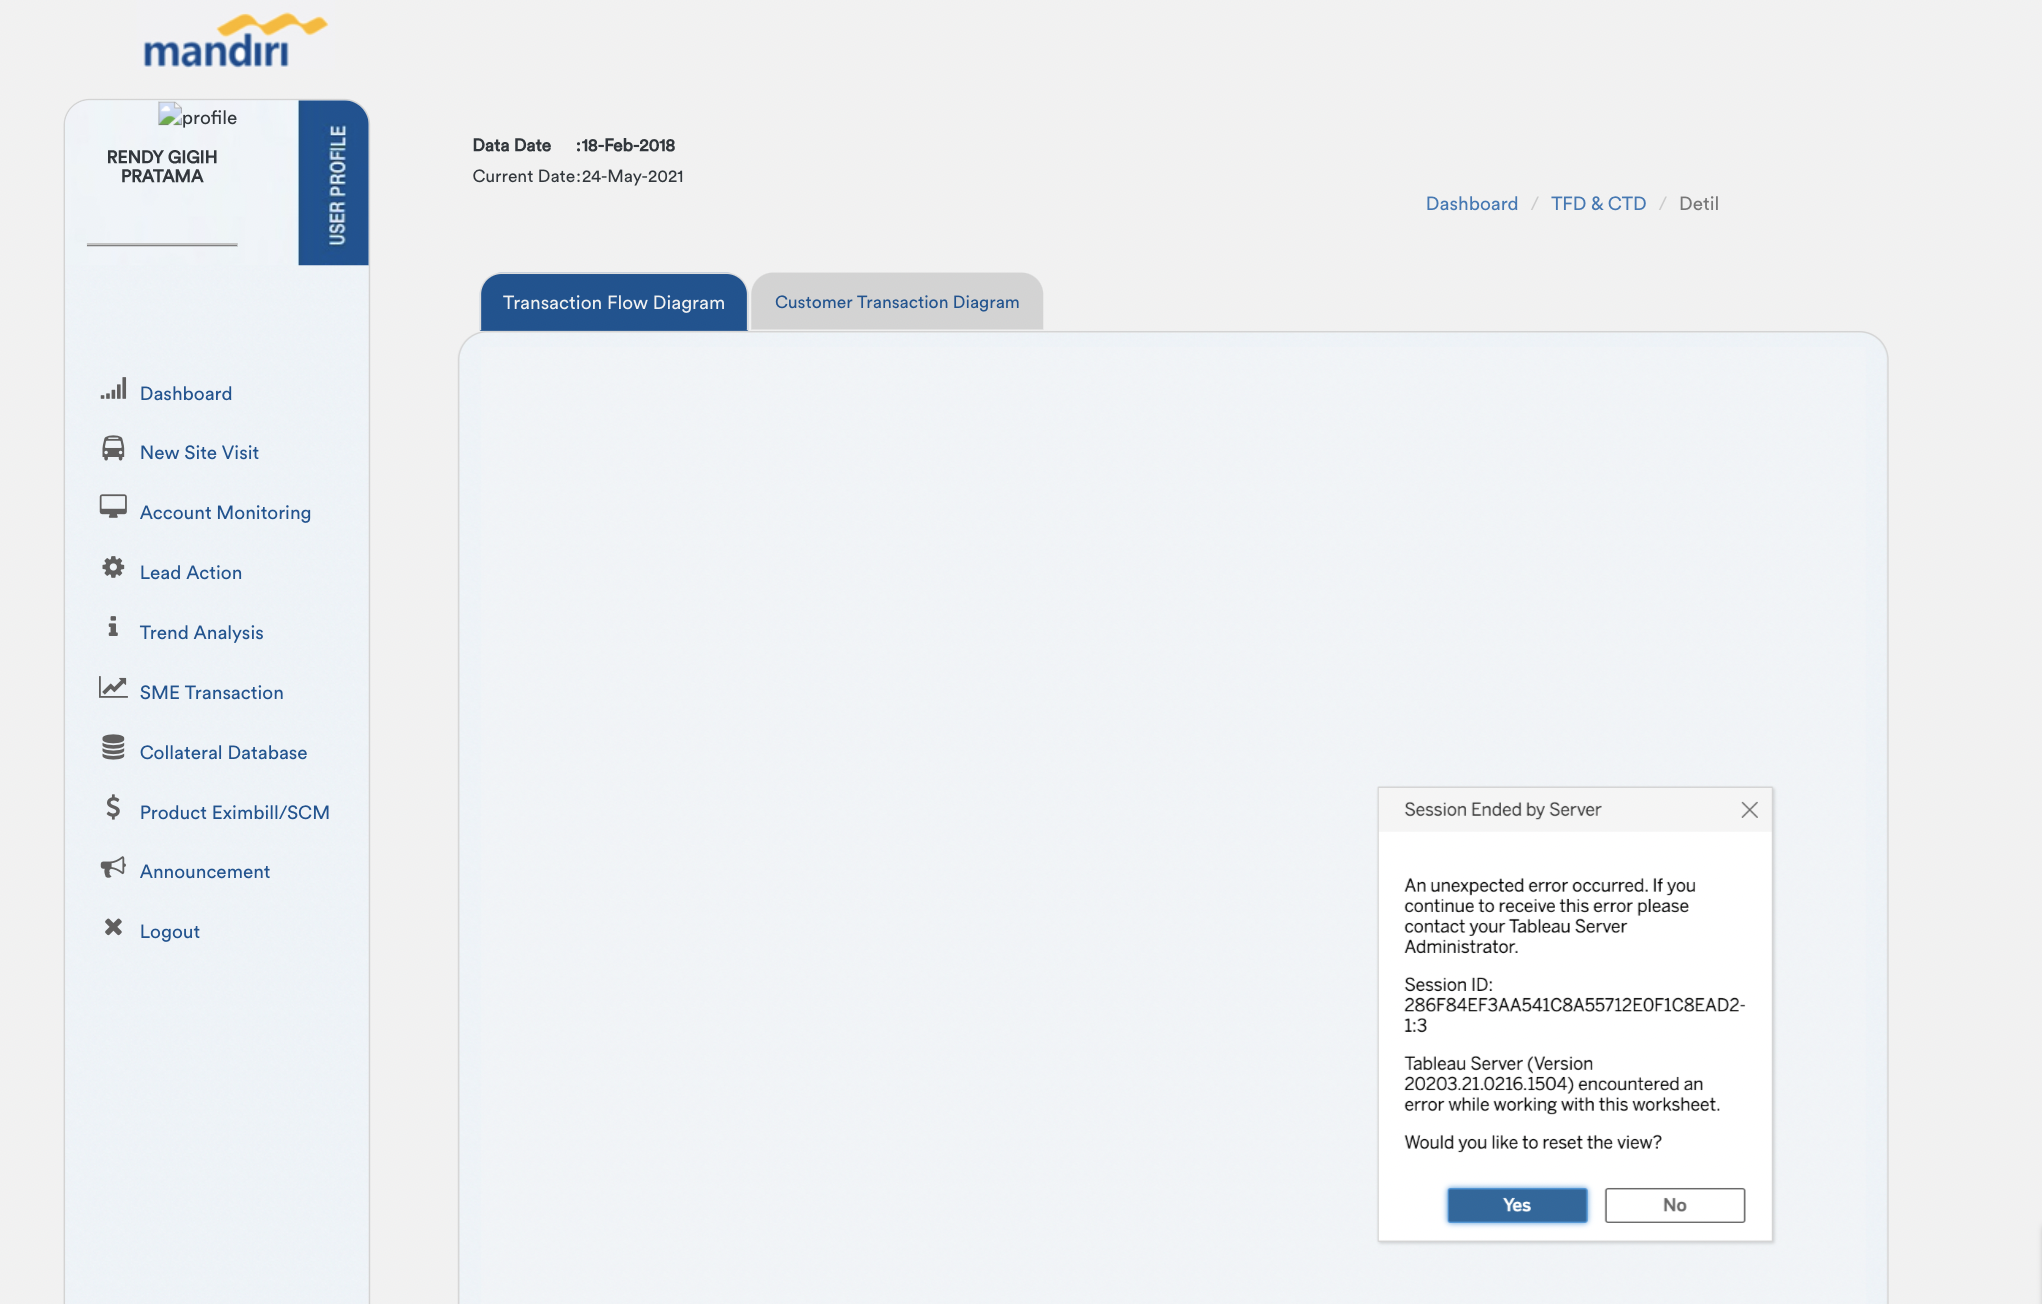 mandiri
profile
RENDY GIGIH
PRATAMA
USER PROFILE
Data Date :18-Feb-2018
Current Date:24-May-2021
Dashboard / TFD & CTD / Detil
Transaction Flow Diagram
Customer Transaction Diagram
Dashboard
New Site Visit
Account Monitoring
Lead Action
Trend Analysis
SME Transaction
Collateral Database
Product Eximbill/SCM
Announcement
Logout
Session Ended by Server
An unexpected error occurred. If you
continue to receive this error please
contact your Tableau Server
Administrator.
Session ID:
286F84EF3AA541C8A55712E0F1C8EAD2-
1:3
Tableau Server (Version
20203.21.0216.1504) encountered an
error while working with this worksheet.
Would you like to reset the view?
Yes
No